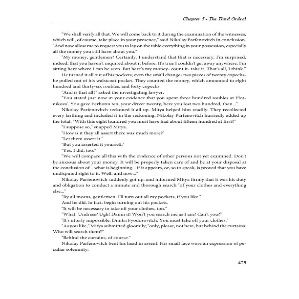 Chapter 5 - The Third Ordeal
"We shall verify all that. We will come back to it during the examination of the witnesses,
which will, of course, take place in your presence," said Nikolay Parfenovitch in conclusion.
"And now allow me to request you to lay on the table everything in your possession, especially
all the money you still have about you."
"My money, gentlemen? Certainly. I understand that that is necessary. I'm surprised,
indeed, that you haven't inquired about it before. It's true I couldn't get away anywhere. I'm
sitting here where I can be seen. But here's my money, count it, take it. That's all, I think."
He turned it all out of his pockets; even the small change, two pieces of twenty copecks,
he pulled out of his waistcoat pocket. They counted the money, which amounted to eight
hundred and thirty-six roubles, and forty copecks
"And is that all?" asked the investigating lawyer.
"You stated just now in your evidence that you spent three hundred roubles at Plot-
nikovs'. You gave Perhotin ten, your driver twenty, here you lost two hundred, then...."
Nikolay Parfenovitch reckoned it all up. Mitya helped him readily. They recollected
every farthing and included it in the reckoning. Nikolay Parfenovitch hurriedly added up
the total. "With this eight hundred you must have had about fifteen hundred at first?"
"I suppose so," snapped Mitya.
"How is it they all assert there was much more?"
"Let them assert it."
"But you asserted it yourself."
"Yes, I did, too."
"We will compare all this with the evidence of other persons not yet examined. Don't
be anxious about your money. It will be properly taken care of and be at your disposal at
the conclusion of... what is beginning... if it appears, or, so to speak, is proved that you have
undisputed right to it. Well, and now...."
Nikolay Parfenovitch suddenly got up, and informed Mitya firmly that it was his duty
and obligation to conduct a minute and thorough search "of your clothes and everything
else...."
"By all means, gentlemen. I'll turn out all my pockets, if you like."
And he did, in fact, begin turning out his pockets.
"It will be necessary to take off your clothes, too."
"What! Undress? Ugh! Damn it! Won't you search me as I am? Can't you?"
"It's utterly impossible, Dmitri Fyodorovitch. You must take off your clothes."
"As you like," Mitya submitted gloomily; "only, please, not here, but behind the curtains.
Who will search them?"
"Behind the curtains, of course."
Nikolay Parfenovitch bent his head in assent. His small face wore an expression of pe-
culiar solemnity.